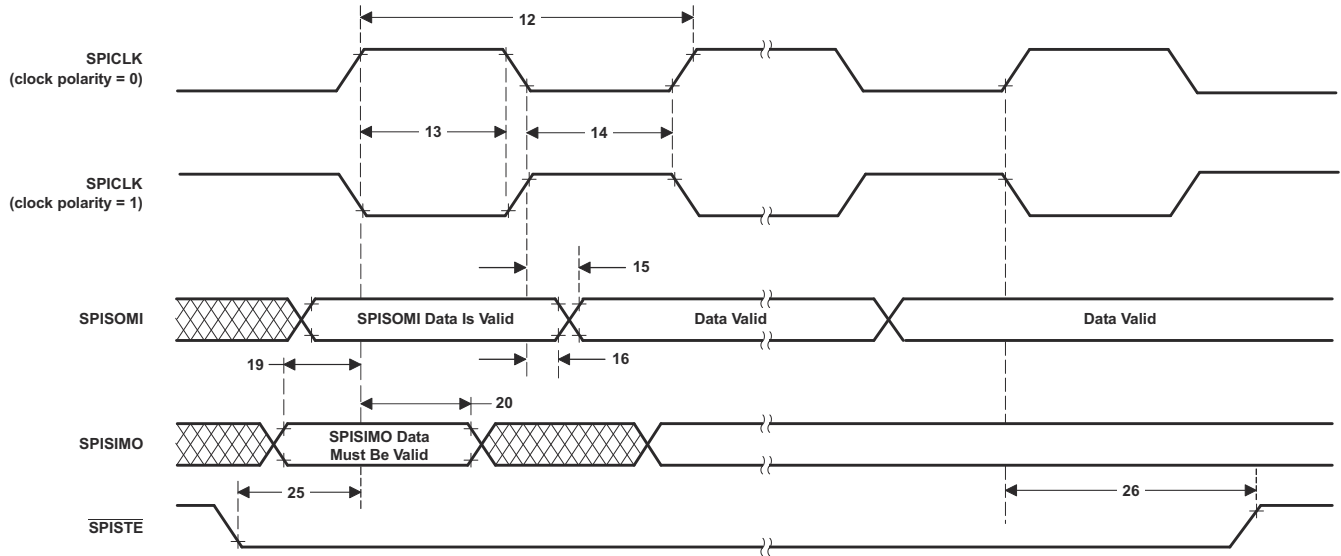 12
SPICLK
(clock polarity = 0)
13
14
SPICLK
(clock polarity = 1)
15
SPISOMI
SPISOMI Data Is Valid
Data Valid
Data Valid
19
16
20
SPISIMO
SPISIMO Data
Must Be Valid
25
26
SPISTE